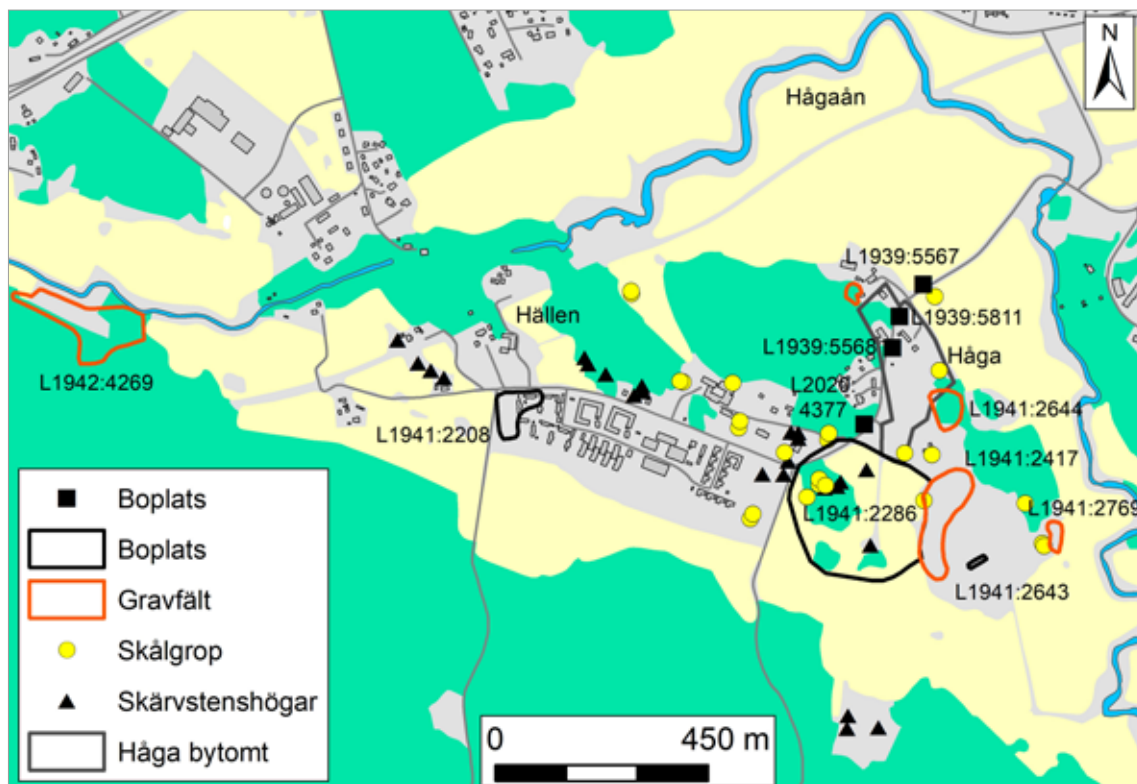 N
Hågaån
L1939:5567
L1939:5811
Hällen
L1939:5568
Håga
L2020:
4377
L1942:4269
L1941:2644
L1941:2208
L1941:2417
L1941:2769
L1941:2286
L1941:2643
Boplats
Boplats
Gravfält
Skålgrop
Skärvstenshögar
Håga bytomt
0 450 m